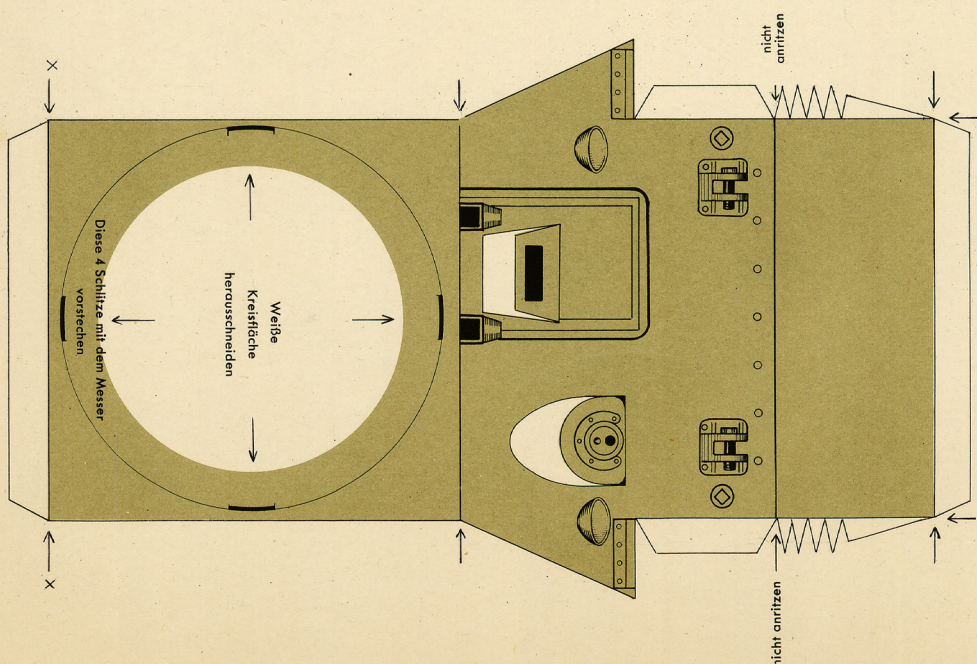 nicht
anritzen
X
Diese 4 Schlitze mit dem Messer
vorstechen
Weiße
Kreisfläche
herausschneiden
X
nicht anritzen